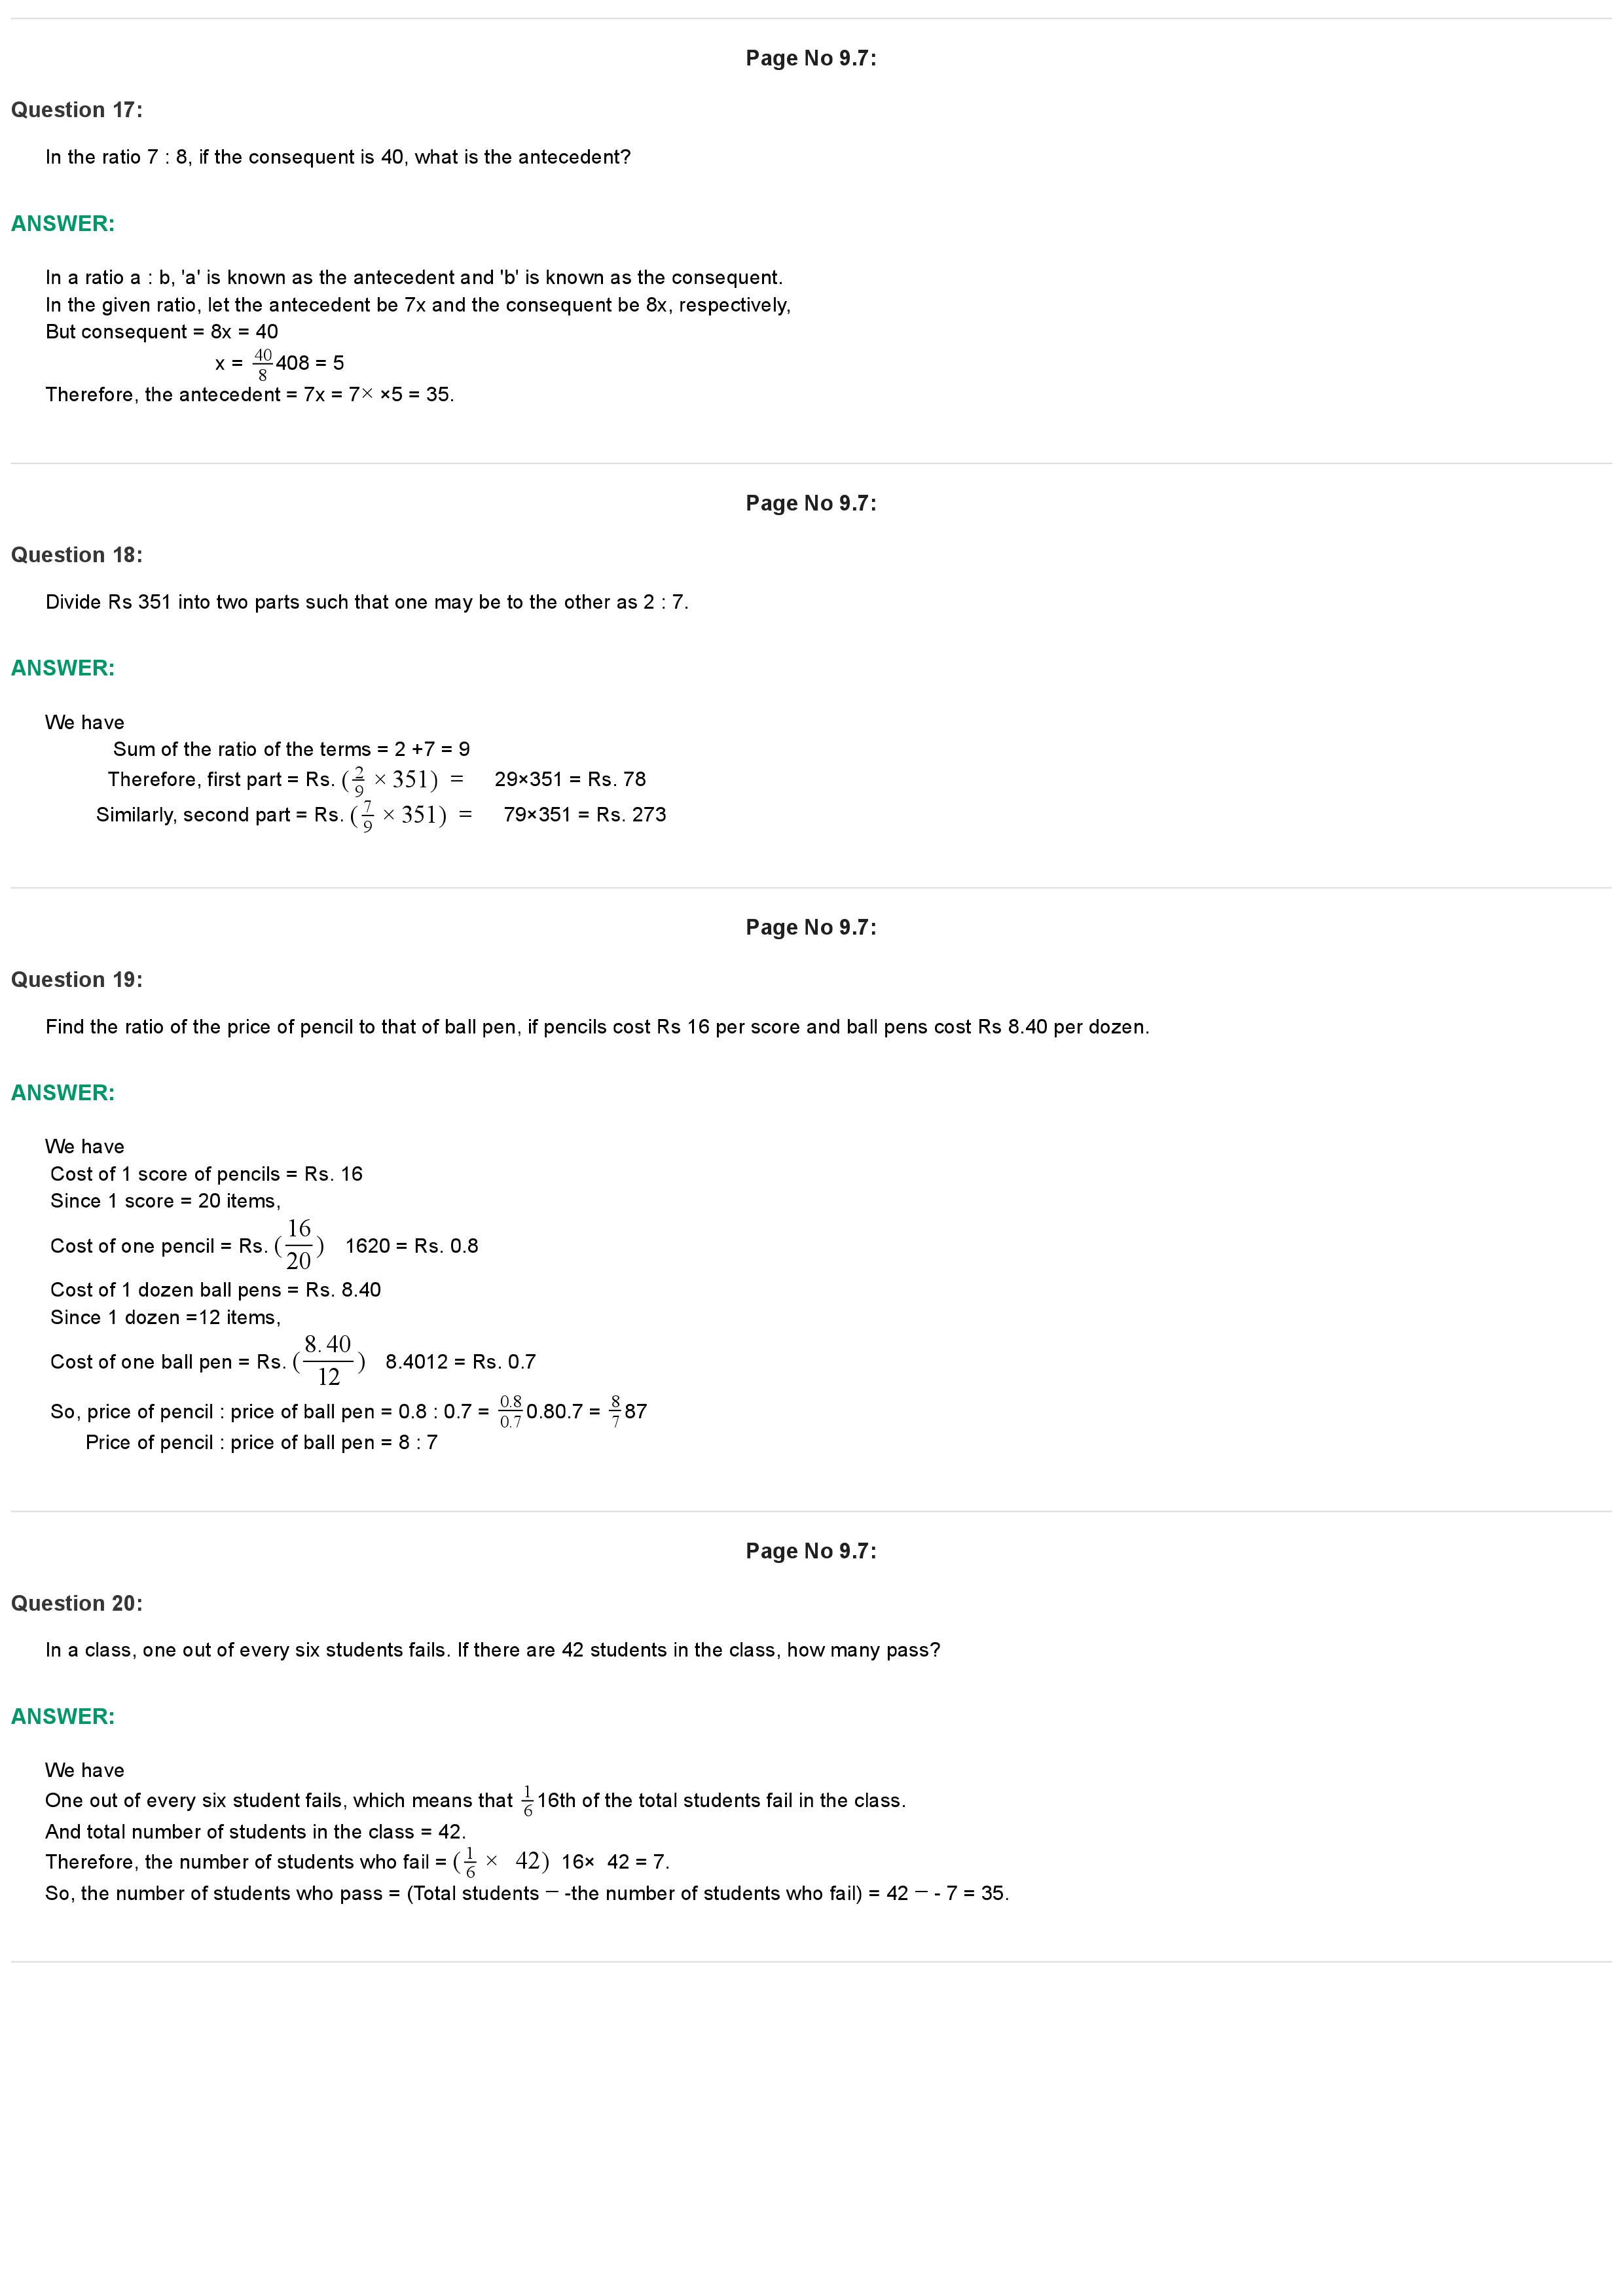 Page No 9.7:
Question 17:
In the ratio 7 : 8, if the consequent is 40, what is the antecedent?
ANSWER:
In a ratio a : b, 'a' is known as the antecedent and 'b' is known as the consequent.
In the given ratio, let the antecedent be 7x and the consequent be 8x, respectively,
But consequent = 8x = 40
x = 40/8 408 = 5
Therefore, the antecedent = 7x = 7× ×5 = 35.
Page No 9.7:
Question 18:
Divide Rs 351 into two parts such that one may be to the other as 2 : 7.
ANSWER:
We have
Sum of the ratio of the terms = 2 +7 = 9
Therefore, first part = Rs. (2/9 × 351) = 29×351 = Rs. 78
Similarly, second part = Rs. (7/9 × 351) = 79×351 = Rs. 273
Page No 9.7:
Question 19:
Find the ratio of the price of pencil to that of ball pen, if pencils cost Rs 16 per score and ball pens cost Rs 8.40 per dozen.
ANSWER:
We have
Cost of 1 score of pencils = Rs. 16
Since 1 score = 20 items,
Cost of one pencil = Rs. (16/20) 1620 = Rs. 0.8
Cost of 1 dozen ball pens = Rs. 8.40
Since 1 dozen =12 items,
Cost of one ball pen = Rs. (8.40/12) 8.4012 = Rs. 0.7
So, price of pencil : price of ball pen = 0.8 : 0.7 = 0.8/0.7 0.80.7 = 8/7 87
Price of pencil : price of ball pen = 8 : 7
Page No 9.7:
Question 20:
In a class, one out of every six students fails. If there are 42 students in the class, how many pass?
ANSWER:
We have
One out of every six student fails, which means that 1/6 16th of the total students fail in the class.
And total number of students in the class = 42.
Therefore, the number of students who fail = (1/6 × 42) 16× 42 = 7.
So, the number of students who pass = (Total students − -the number of students who fail) = 42 − - 7 = 35.